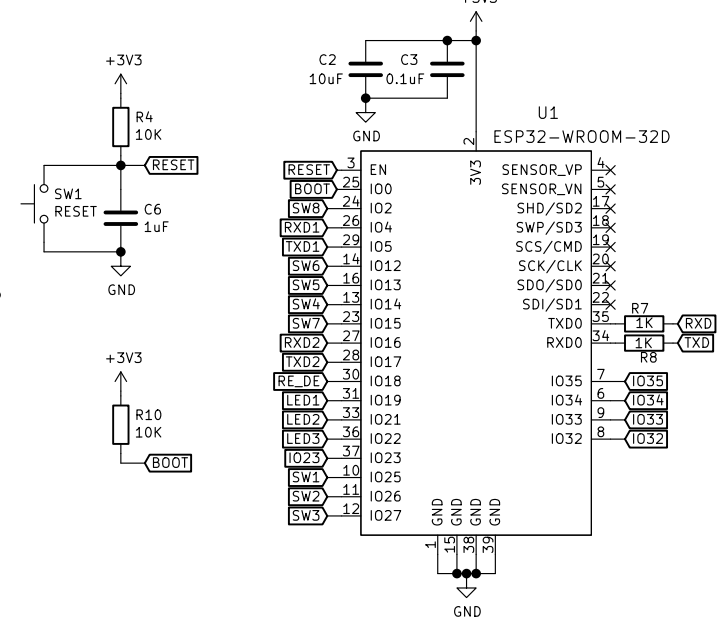 +3V3
C2
10uF
C3
0.1uF
GND
+3V3
R4
10K
RESET
SW1
RESET
C6
1uF
GND
+3V3
R10
10K
BOOT
U1
ESP32-WROOM-32D
2
3V3
RESET 3 EN
BOOT 25 IO0
SW8 24 IO2
RXD1 26 IO4
TXD1 29 IO5
SW6 14 IO12
SW5 16 IO13
SW4 13 IO14
SW7 23 IO15
RXD2 27 IO16
TXD2 28 IO17
RE_DE 30 IO18
LED1 31 IO19
LED2 33 IO21
LED3 36 IO22
IO23 37 IO23
SW1 10 IO25
SW2 11 IO26
SW3 12 IO27
SENSOR_VP 4
SENSOR_VN 5
SHD/SD2 17
SWP/SD3 18
SCS/CMD 19
SCK/CLK 20
SDO/SD0 21
SDI/SD1 22
R7
TXD0 35 1K RXD
RXD0 34 1K TXD
R8
IO35 7 IO35
IO34 6 IO34
IO33 9 IO33
IO32 8 IO32
GND GND GND GND
1 15 38 39
GND